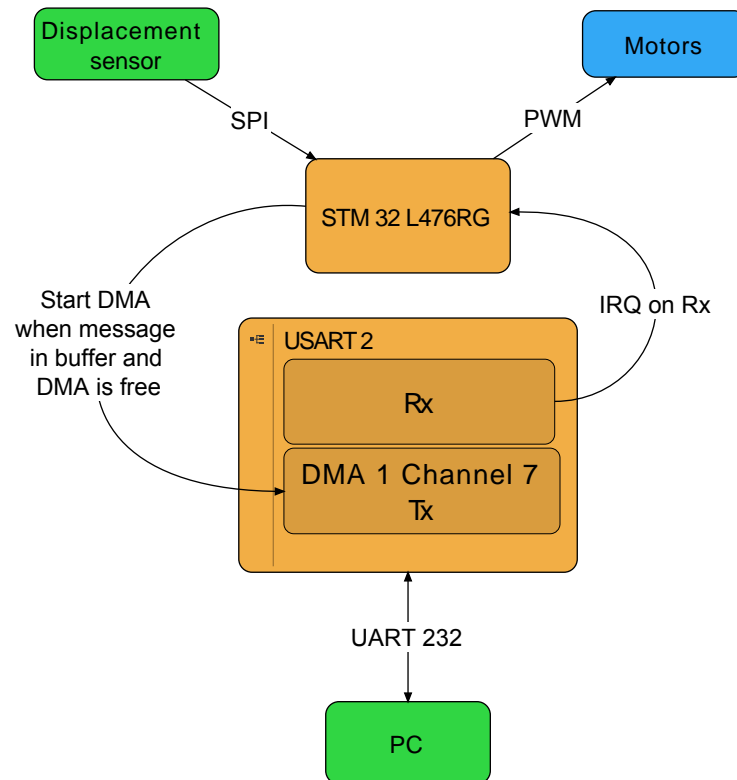 Displacement
sensor
Motors
SPI
PWM
STM 32 L476RG
Start DMA
when message
in buffer and
DMA is free
IRQ on Rx
USART 2
Rx
DMA 1 Channel 7
Tx
UART 232
PC